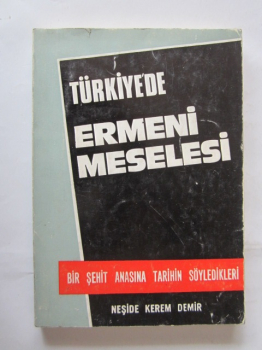 TÜRKİYE'DE
ERMENİ
MESELESİ
BİR ŞEHİT ANASINA TARİHİN SÖYLEDİKLERİ
NEŞİDE KEREM DEMİR